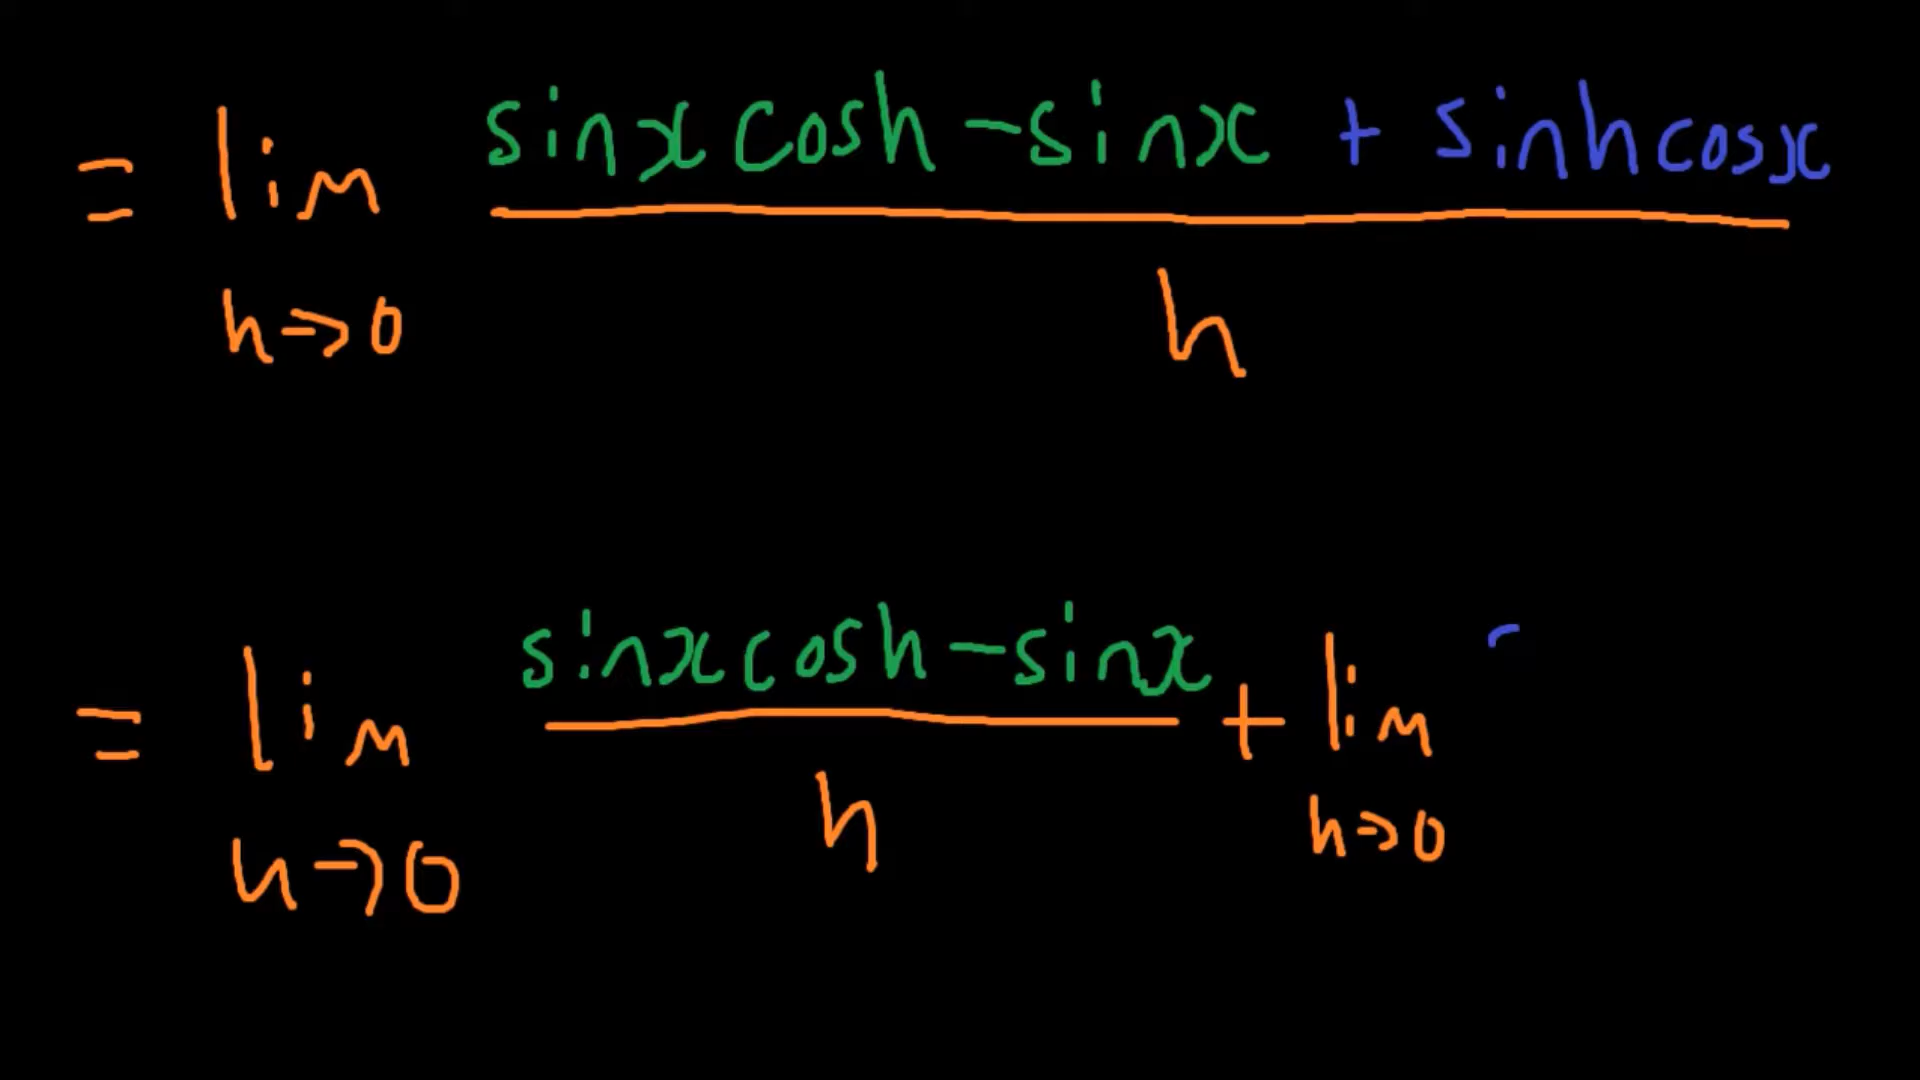 = lim sinxcosh-sinx + sinhcosx
h→0 h
= lim sinxcosh-sinx + lim
h h→0
h→0